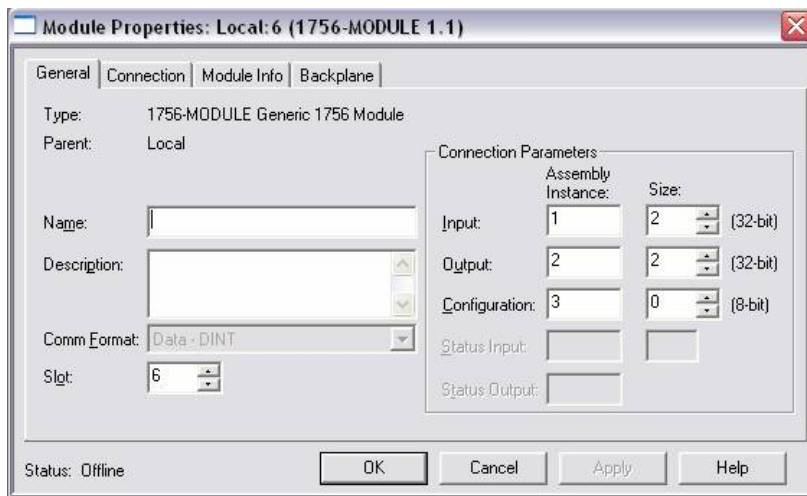 Module Properties: Local:6 (1756-MODULE 1.1)
General Connection Module Info Backplane
Type: 1756-MODULE Generic 1756 Module
Parent: Local
Connection Parameters
Assembly Instance: Size:
Name:
Input: 1 2 (32-bit)
Description:
Output: 2 2 (32-bit)
Configuration: 3 0 (8-bit)
Comm Format: Data - DINT
Status Input:
Slot: 6
Status Output:
Status: Offline OK Cancel Apply Help